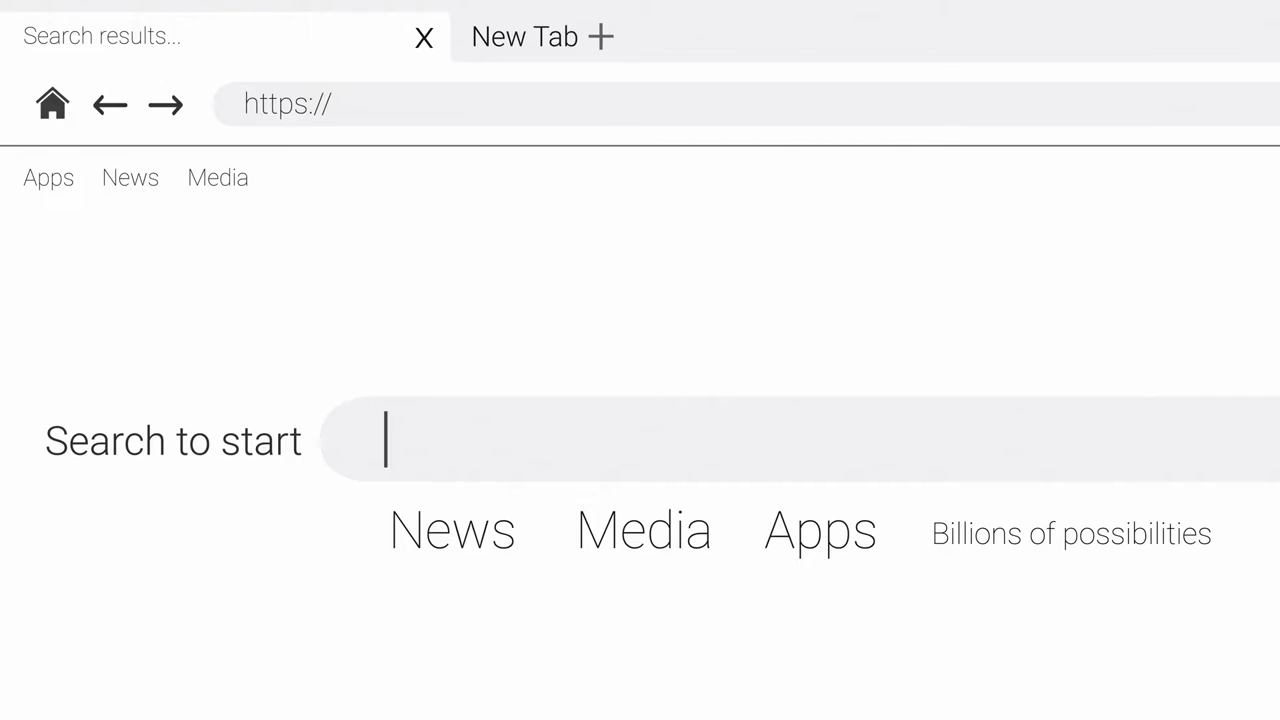 Search results... X New Tab +
https://
Apps News Media
Search to start
News Media Apps Billions of possibilities